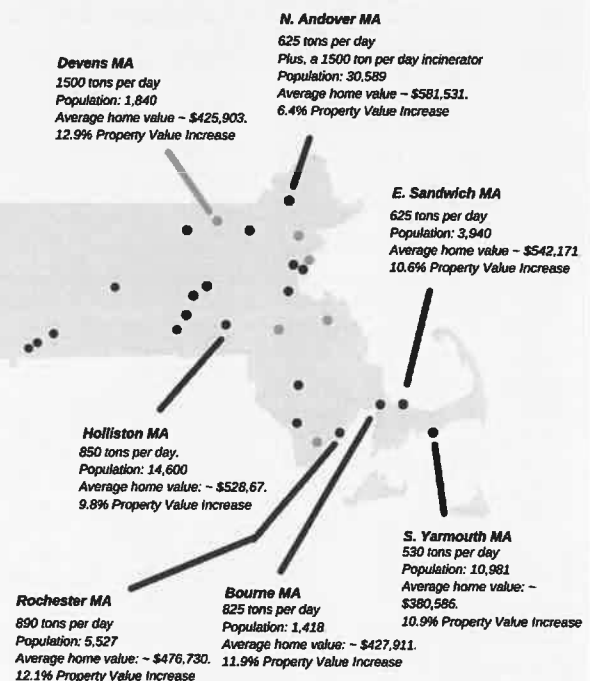 N. Andover MA
625 tons per day
Plus, a 1500 ton per day incinerator
Population: 30,589
Average home value ~ $581,531.
6.4% Property Value Increase
Devens MA
1500 tons per day
Population: 1,840
Average home value ~ $425,903.
12.9% Property Value Increase
E. Sandwich MA
625 tons per day
Population: 3,940
Average home value ~ $542,171
10.6% Property Value Increase
Holliston MA
850 tons per day.
Population: 14,600
Average home value: ~ $528,67.
9.8% Property Value Increase
S. Yarmouth MA
530 tons per day
Population: 10,981
Average home value: ~
$380,586.
10.9% Property Value Increase
Rochester MA
890 tons per day
Population: 5,527
Average home value: ~ $476,730.
12.1% Property Value Increase
Bourne MA
825 tons per day
Population: 1,418
Average home value: ~ $427,911.
11.9% Property Value Increase